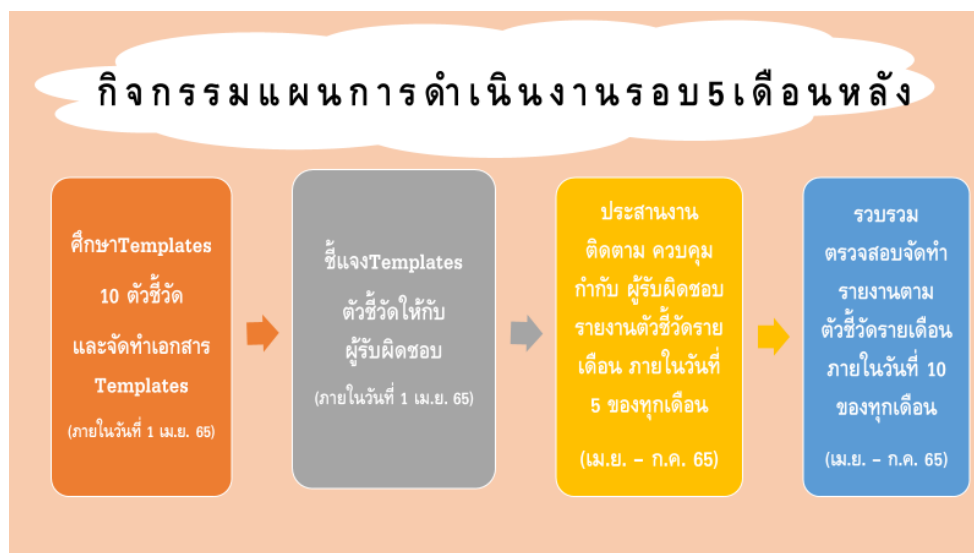 กิจกรรมแผนการดำเนินงานรอบ5เดือนหลัง
ศึกษาTemplates
10 ตัวชี้วัด
และจัดทำเอกสาร
Templates
(ภายในวันที่ 1 เม.ย. 65)
ชี้แจงTemplates
ตัวชี้วัดให้กับ
ผู้รับผิดชอบ
(ภายในวันที่ 1 เม.ย. 65)
ประสานงาน
ติดตาม ควบคุม
กำกับ ผู้รับผิดชอบ
รายงานตัวชี้วัดราย
เดือน ภายในวันที่
5 ของทุกเดือน
(เม.ย. – ก.ค. 65)
รวบรวม
ตรวจสอบจัดทำ
รายงานตาม
ตัวชี้วัดรายเดือน
ภายในวันที่ 10
ของทุกเดือน
(เม.ย. – ก.ค. 65)